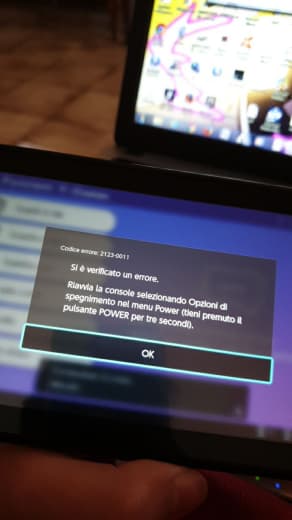 Codice errore: 2123-0011
Si è verificato un errore.
Riavvia la console selezionando Opzioni di
spegnimento nel menu Power (tieni premuto il
pulsante POWER per tre secondi).
OK